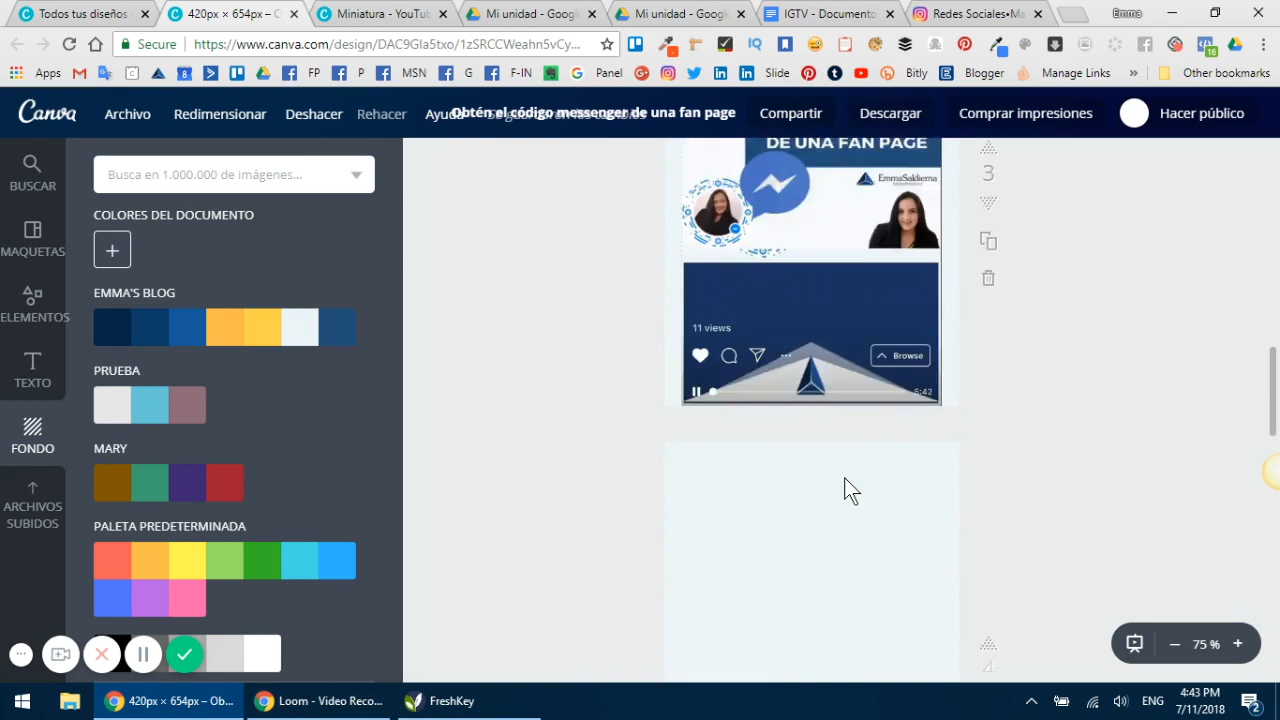 Todos tus diseños
420px × 654px – C
Miniatura - YouTub
Mi unidad - Googl
Mi unidad - Googl
IGTV - Documento
Redes Sociales•Ma
Emma
Secure
https://www.canva.com/design/DAC9Gla5txo/1zSRCCWeahn5vCy...
Apps
FP
P
MSN
G
F-IN
Panel
Slide
Bitly
Blogger
Manage Links
»
Other bookmarks
Canva
Archivo
Redimensionar
Deshacer
Rehacer
Obtén el código messenger de una fan page
Compartir
Descargar
Comprar impresiones
Hacer público
BUSCAR
MAQUETAS
ELEMENTOS
TEXTO
FONDO
ARCHIVOS
SUBIDOS
Busca en 1.000.000 de imágenes...
COLORES DEL DOCUMENTO
+
EMMA'S BLOG
PRUEBA
MARY
PALETA PREDETERMINADA
DE UNA FAN PAGE
EmmaSaldierna
11 views
Browse
5:42
3
4
75 %
420px × 654px – Ob...
Loom - Video Reco...
FreshKey
ENG
4:43 PM
7/11/2018
2